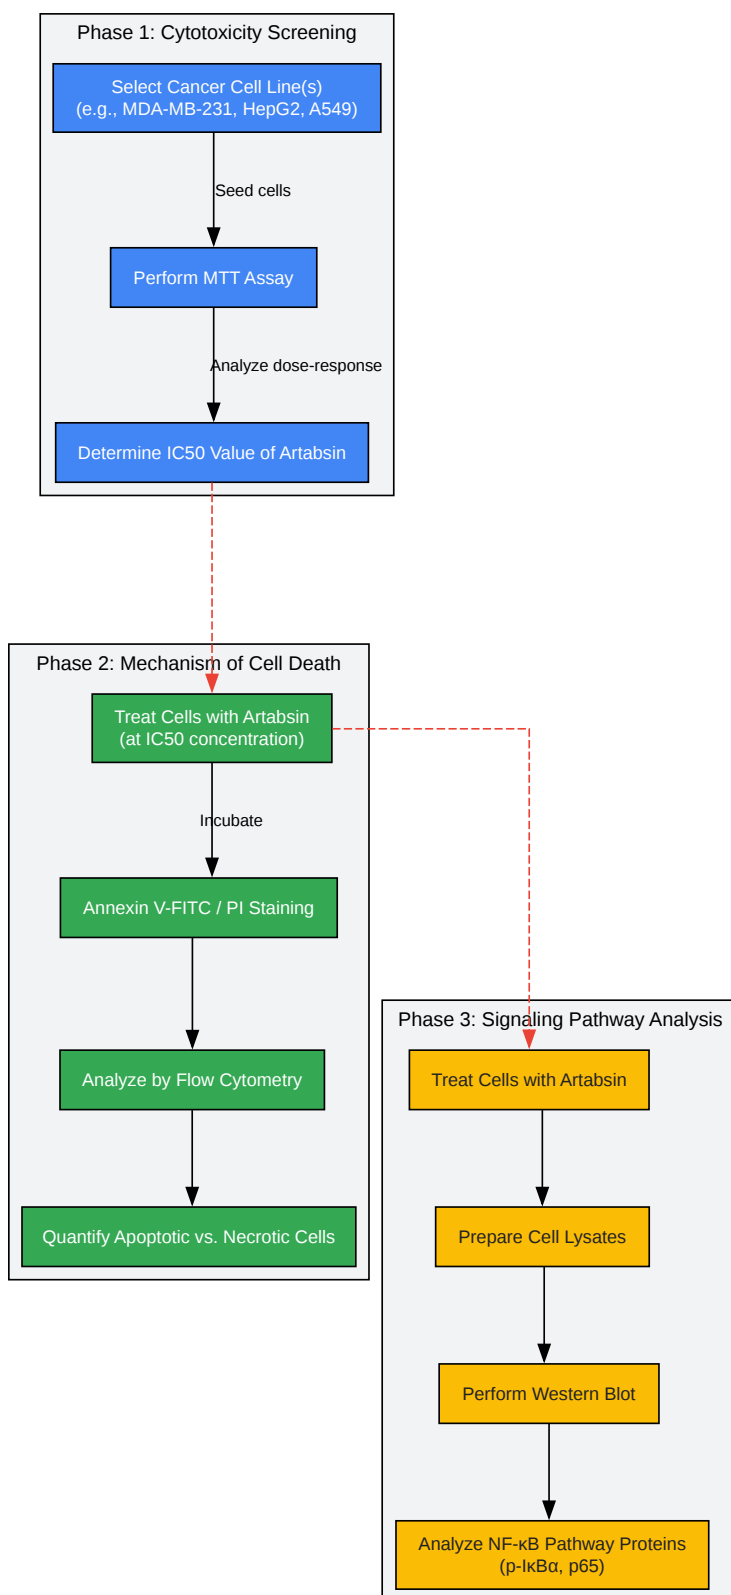 Phase 1: Cytotoxicity Screening
Select Cancer Cell Line(s)
(e.g., MDA-MB-231, HepG2, A549)
Seed cells
Perform MTT Assay
Analyze dose-response
Determine IC50 Value of Artabsin
Phase 2: Mechanism of Cell Death
Treat Cells with Artabsin
(at IC50 concentration)
Incubate
Annexin V-FITC / PI Staining
Analyze by Flow Cytometry
Quantify Apoptotic vs. Necrotic Cells
Phase 3: Signaling Pathway Analysis
Treat Cells with Artabsin
Prepare Cell Lysates
Perform Western Blot
Analyze NF-κB Pathway Proteins
(p-IκBα, p65)